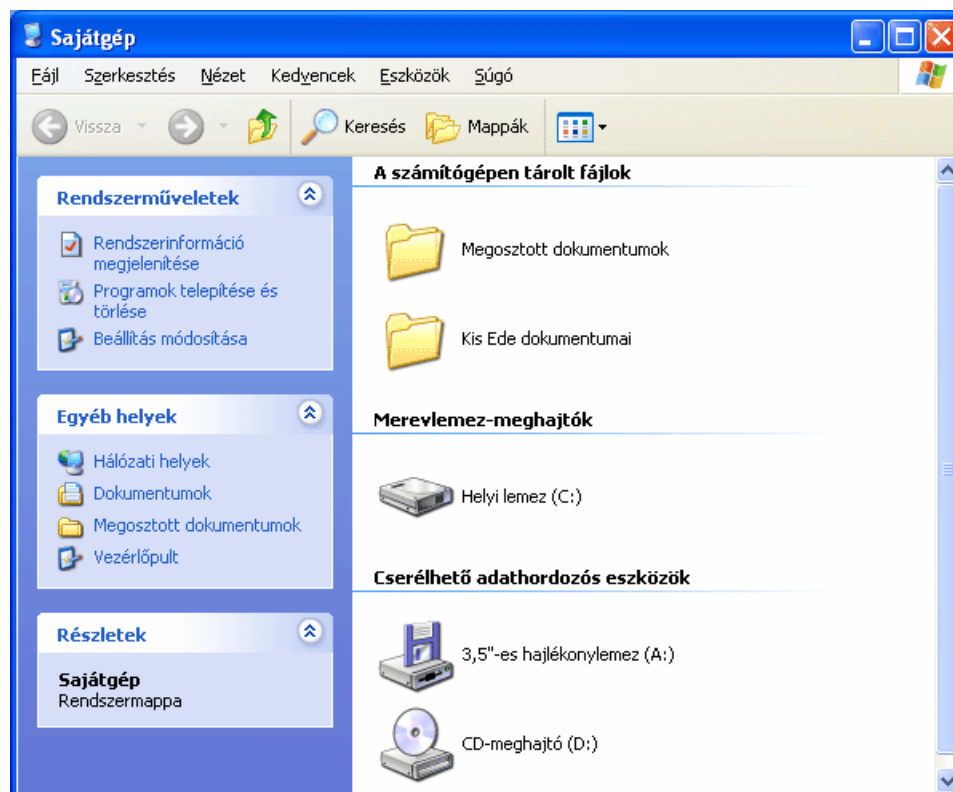 Sajátgép
Fájl Szerkesztés Nézet Kedvencek Eszközök Súgó
Vissza Keresés Mappák
Rendszerműveletek
Rendszerinformáció
megjelenítése
Programok telepítése és
törlése
Beállítás módosítása
Egyéb helyek
Hálózati helyek
Dokumentumok
Megosztott dokumentumok
Vezérlőpult
Részletek
Sajátgép
Rendszermappa
A számítógépen tárolt fájlok
Megosztott dokumentumok
Kis Ede dokumentumai
Merevlemez-meghajtók
Helyi lemez (C:)
Cserélhető adathordozós eszközök
3,5"-es hajlékonylemez (A:)
CD-meghajtó (D:)